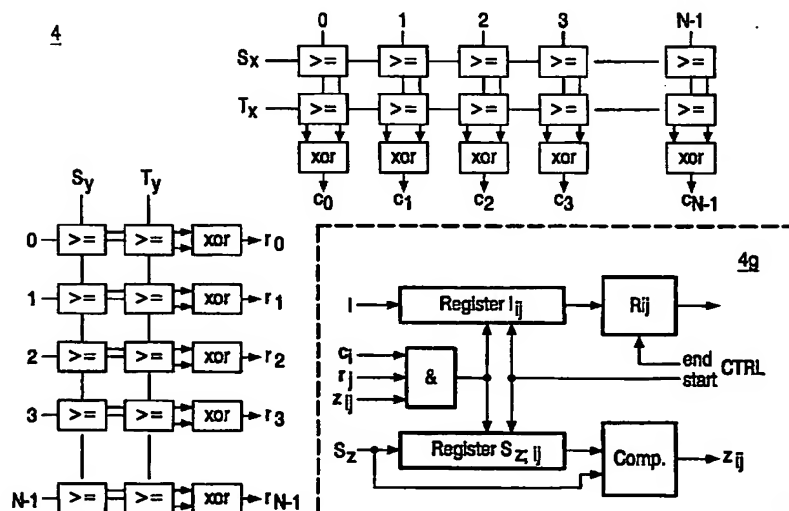 4
0 1 2 3 N-1
Sx >= >= >= >= >=
Tx >= >= >= >= >=
xor xor xor xor xor
c0 c1 c2 c3 cN-1
Sy Ty
0 >= >= xor r0
1 >= >= xor r1
2 >= >= xor r2
3 >= >= xor r3
N-1 >= >= xor rN-1
4g
I Register Iij Rij
ci
rj &
zij
end
start CTRL
Sz Register Sz, ij Comp. zij